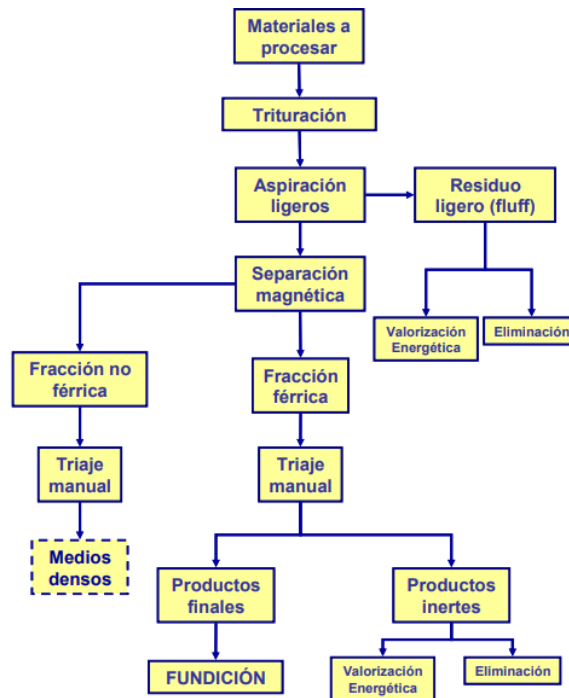 Materiales a
procesar
Trituración
Aspiración
ligeros
Residuo
ligero (fluff)
Separación
magnética
Valorización
Energética
Eliminación
Fracción no
férrica
Fracción
férrica
Triaje
manual
Triaje
manual
Medios
densos
Productos
finales
Productos
inertes
FUNDICIÓN
Valorización
Energética
Eliminación